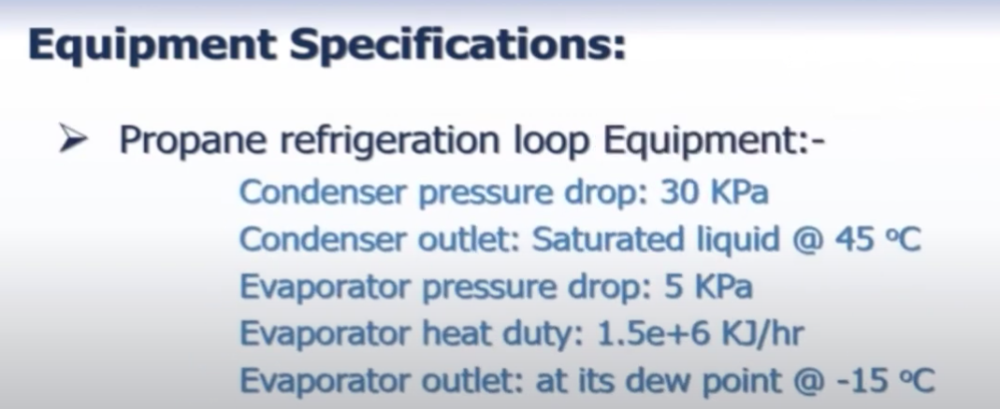 Equipment Specifications:
➢ Propane refrigeration loop Equipment:-
Condenser pressure drop: 30 KPa
Condenser outlet: Saturated liquid @ 45 ºC
Evaporator pressure drop: 5 KPa
Evaporator heat duty: 1.5e+6 KJ/hr
Evaporator outlet: at its dew point @ -15 ºC